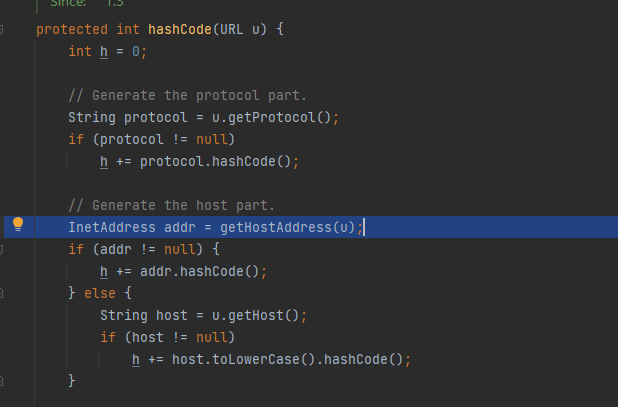 Since: 1.3
protected int hashCode(URL u) {
int h = 0;
// Generate the protocol part.
String protocol = u.getProtocol();
if (protocol != null)
h += protocol.hashCode();
// Generate the host part.
InetAddress addr = getHostAddress(u);
if (addr != null) {
h += addr.hashCode();
} else {
String host = u.getHost();
if (host != null)
h += host.toLowerCase().hashCode();
}